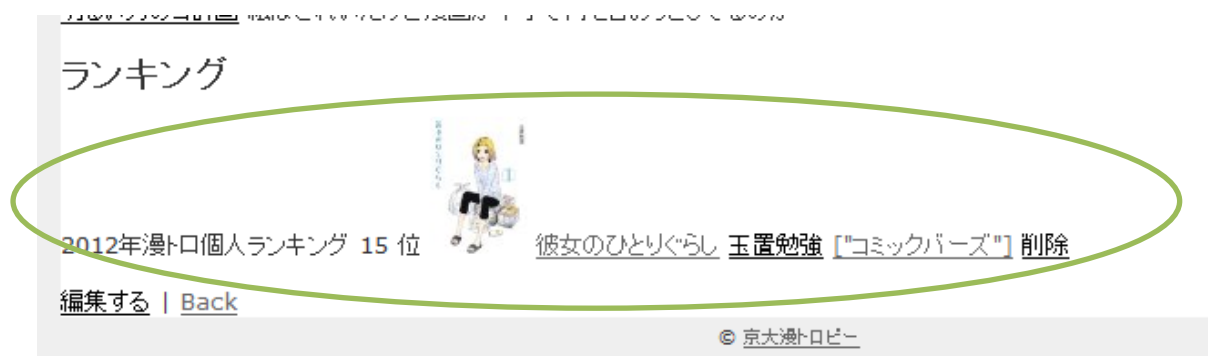 ランキング
2012年漫トロ個人ランキング 15 位 彼女のひとりぐらし 玉置勉強 ["コミックバーズ"] 削除
編集する | Back
© 京大漫トロピー